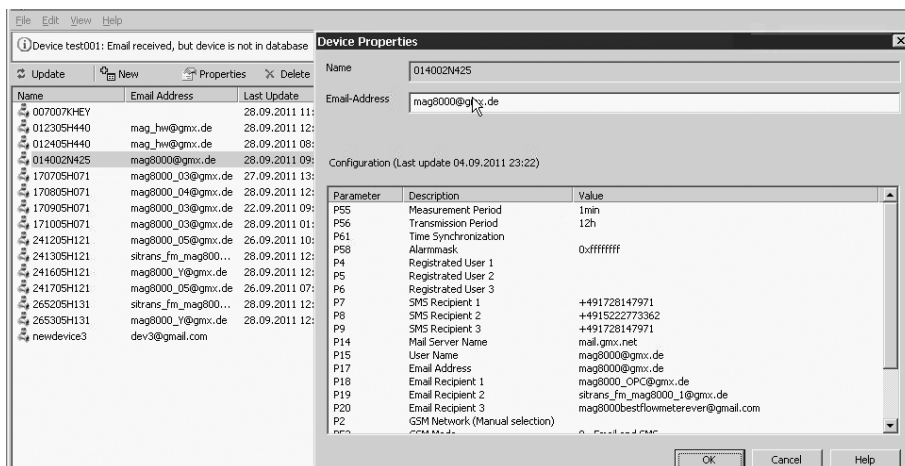 File Edit View Help
Device test001: Email received, but device is not in database
Update New Properties Delete
Name Email Address Last Update
007007KHEY 28.09.2011 11:
012305H440 mag_hw@gmx.de 28.09.2011 12:
012405H440 mag_hw@gmx.de 28.09.2011 08:
014002N425 mag8000@gmx.de 28.09.2011 09:
170705H071 mag8000_03@gmx.de 27.09.2011 13:
170805H071 mag8000_04@gmx.de 28.09.2011 12:
170905H071 mag8000_03@gmx.de 22.09.2011 09:
171005H071 mag8000_03@gmx.de 28.09.2011 01:
241205H121 mag8000_05@gmx.de 26.09.2011 10:
241305H121 sitrans_fm_mag800... 28.09.2011 12:
241605H121 mag8000_Y@gmx.de 28.09.2011 12:
241705H121 mag8000_05@gmx.de 26.09.2011 07:
265205H131 sitrans_fm_mag800... 28.09.2011 12:
265305H131 mag8000_Y@gmx.de 28.09.2011 12:
newdevice3 dev3@gmail.com
Device Properties
Name 014002N425
Email-Address mag8000@gmx.de
Configuration (Last update 04.09.2011 23:22)
Parameter Description Value
P55 Measurement Period 1min
P56 Transmission Period 12h
P61 Time Synchronization
P58 Alarmmask 0xffffffff
P4 Registrated User 1
P5 Registrated User 2
P6 Registrated User 3
P7 SMS Recipient 1 +491728147971
P8 SMS Recipient 2 +4915222773362
P9 SMS Recipient 3 +491728147971
P14 Mail Server Name mail.gmx.net
P15 User Name mag8000@gmx.de
P17 Email Address mag8000@gmx.de
P18 Email Recipient 1 mag8000_OPC@gmx.de
P19 Email Recipient 2 sitrans_fm_mag8000_1@gmx.de
P20 Email Recipient 3 mag8000bestflowmeterever@gmail.com
P2 GSM Network (Manual selection)
GSM Mode 0 - Email and SMS
OK Cancel Help